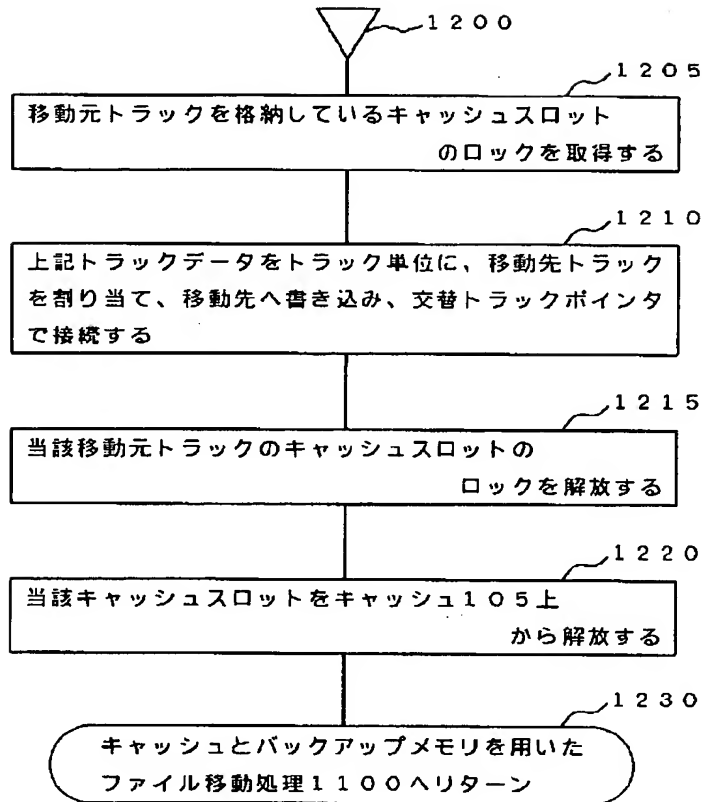 1200
1205
移動元トラックを格納しているキャッシュスロット
のロックを取得する
1210
上記トラックデータをトラック単位に、移動先トラック
を割り当て、移動先へ書き込み、交替トラックポインタ
で接続する
1215
当該移動元トラックのキャッシュスロットの
ロックを解放する
1220
当該キャッシュスロットをキャッシュ105上
から解放する
1230
キャッシュとバックアップメモリを用いた
ファイル移動処理1100へリターン